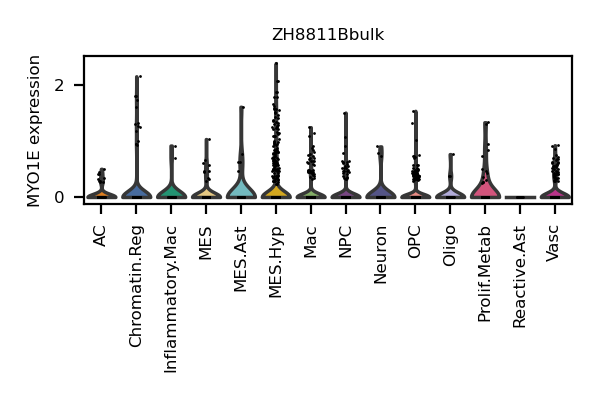 ZH8811Bbulk
MYO1E expression
2
0
AC
Chromatin.Reg
Inflammatory.Mac
MES
MES.Ast
MES.Hyp
Mac
NPC
Neuron
OPC
Oligo
Prolif.Metab
Reactive.Ast
Vasc